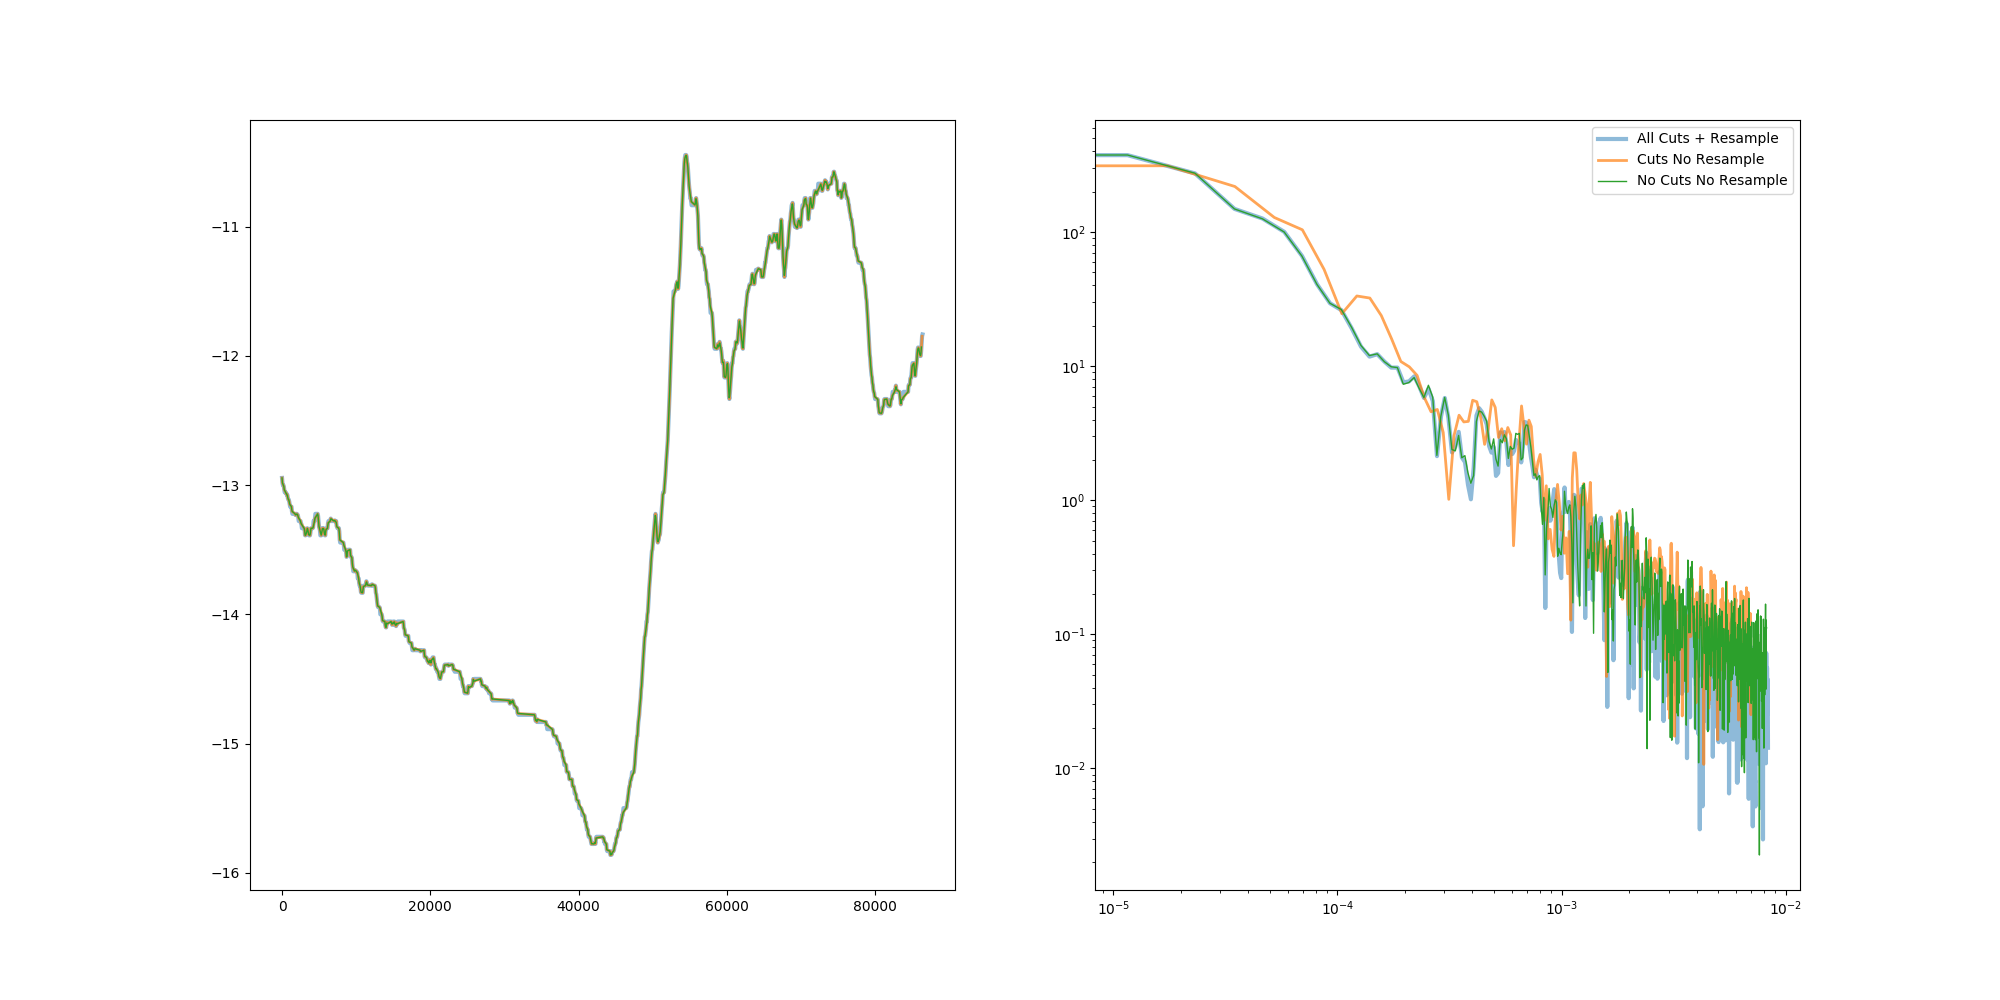 −11
−12
−13
−14
−15
−16
0 20000 40000 60000 80000
All Cuts + Resample
Cuts No Resample
No Cuts No Resample
10²
10¹
10⁰
10⁻¹
10⁻²
10⁻⁵ 10⁻⁴ 10⁻³ 10⁻²